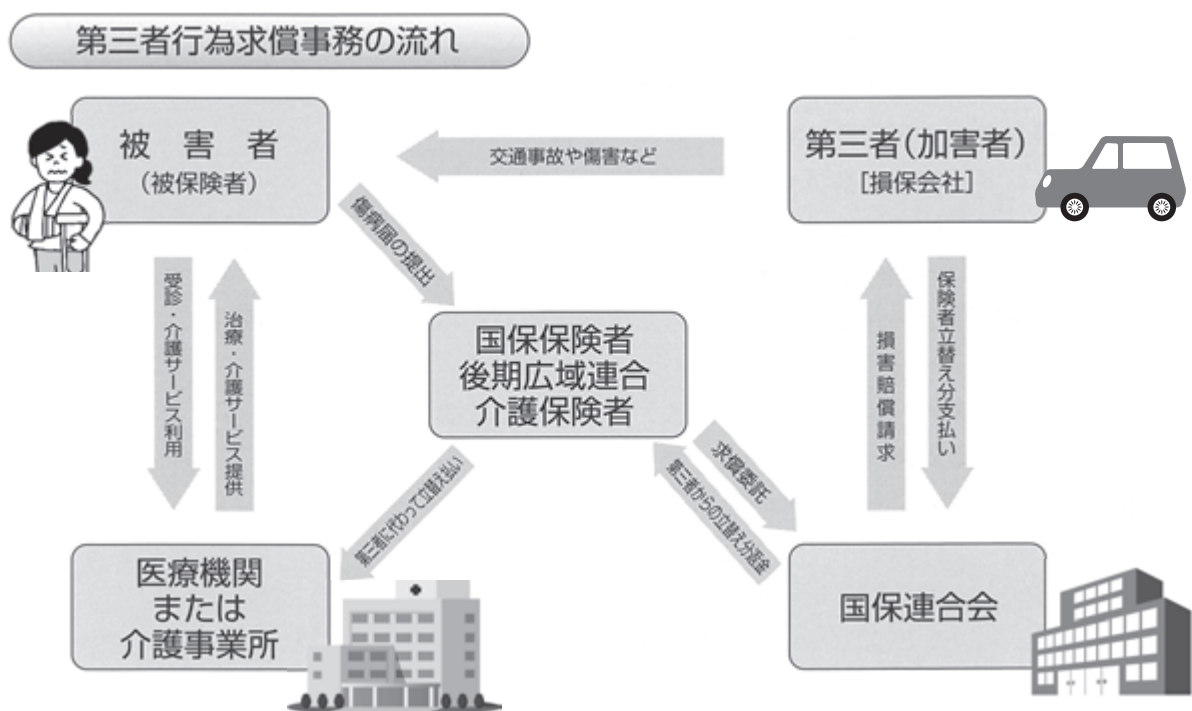 第三者行為求償事務の流れ
被害者
（被保険者）
交通事故や傷害など
第三者（加害者）
［損保会社］
傷病届の提出
受診・介護サービス利用
治療・介護サービス提供
国保保険者
後期広域連合
介護保険者
損害賠償請求
保険者立替え分支払い
第三者に代わって立替え払い
求償委託
第三者からの立替え分返金
医療機関
または
介護事業所
国保連合会